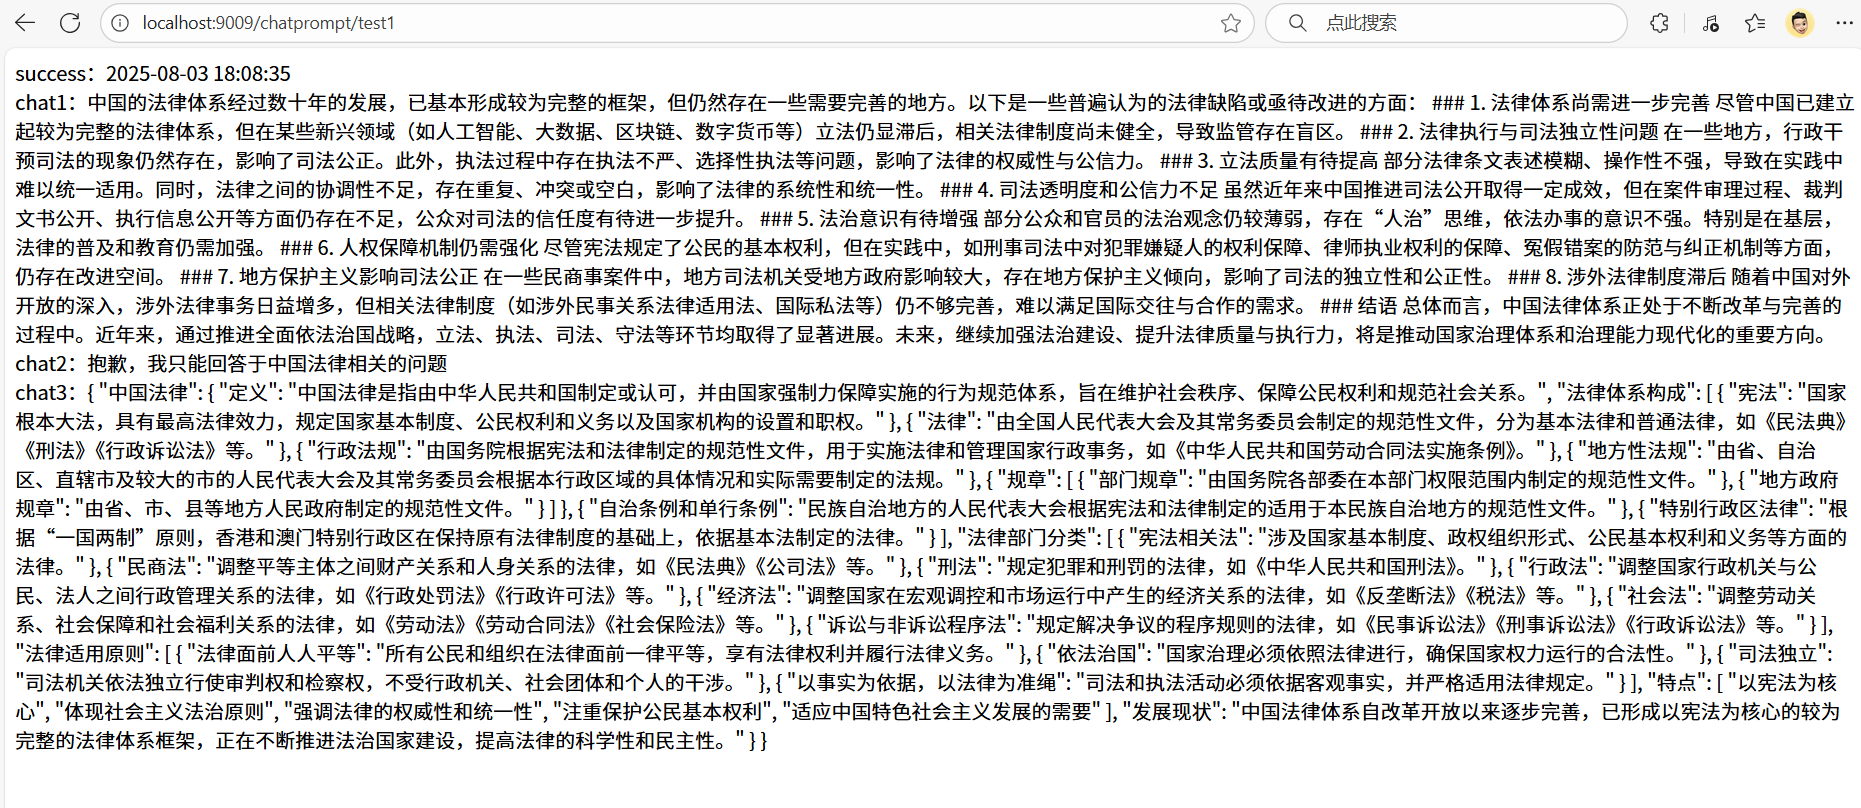 localhost:9009/chatprompt/test1
点此搜索
success：2025-08-03 18:08:35
chat1：中国的法律体系经过数十年的发展，已基本形成较为完整的框架，但仍然存在一些需要完善的地方。以下是一些普遍认为的法律缺陷或亟待改进的方面： ### 1. 法律体系尚需进一步完善 尽管中国已建立
起较为完整的法律体系，但在某些新兴领域（如人工智能、大数据、区块链、数字货币等）立法仍显滞后，相关法律制度尚未健全，导致监管存在盲区。 ### 2. 法律执行与司法独立性问题 在一些地方，行政干
预司法的现象仍然存在，影响了司法公正。此外，执法过程中存在执法不严、选择性执法等问题，影响了法律的权威性与公信力。 ### 3. 立法质量有待提高 部分法律条文表述模糊、操作性不强，导致在实践中
难以统一适用。同时，法律之间的协调性不足，存在重复、冲突或空白，影响了法律的系统性和统一性。 ### 4. 司法透明度和公信力不足 虽然近年来中国推进司法公开取得一定成效，但在案件审理过程、裁判
文书公开、执行信息公开等方面仍存在不足，公众对司法的信任度有待进一步提升。 ### 5. 法治意识有待增强 部分公众和官员的法治观念仍较薄弱，存在“人治”思维，依法办事的意识不强。特别是在基层，
法律的普及和教育仍需加强。 ### 6. 人权保障机制仍需强化 尽管宪法规定了公民的基本权利，但在实践中，如刑事司法中对犯罪嫌疑人的权利保障、律师执业权利的保障、冤假错案的防范与纠正机制等方面，
仍存在改进空间。 ### 7. 地方保护主义影响司法公正 在一些民商事案件中，地方司法机关受地方政府影响较大，存在地方保护主义倾向，影响了司法的独立性和公正性。 ### 8. 涉外法律制度滞后 随着中国对外
开放的深入，涉外法律事务日益增多，但相关法律制度（如涉外民事关系法律适用法、国际私法等）仍不够完善，难以满足国际交往与合作的需求。 ### 结语 总体而言，中国法律体系正处于不断改革与完善的
过程中。近年来，通过推进全面依法治国战略，立法、执法、司法、守法等环节均取得了显著进展。未来，继续加强法治建设、提升法律质量与执行力，将是推动国家治理体系和治理能力现代化的重要方向。
chat2：抱歉，我只能回答于中国法律相关的问题
chat3：{ "中国法律": { "定义": "中国法律是指由中华人民共和国制定或认可，并由国家强制力保障实施的行为规范体系，旨在维护社会秩序、保障公民权利和规范社会关系。", "法律体系构成": [ { "宪法": "国家
根本大法，具有最高法律效力，规定国家基本制度、公民权利和义务以及国家机构的设置和职权。" }, { "法律": "由全国人民代表大会及其常务委员会制定的规范性文件，分为基本法律和普通法律，如《民法典》
《刑法》《行政诉讼法》等。" }, { "行政法规": "由国务院根据宪法和法律制定的规范性文件，用于实施法律和管理国家行政事务，如《中华人民共和国劳动合同法实施条例》。" }, { "地方性法规": "由省、自治
区、直辖市及较大的市的人民代表大会及其常务委员会根据本行政区域的具体情况和实际需要制定的法规。" }, { "规章": [ { "部门规章": "由国务院各部委在本部门权限范围内制定的规范性文件。" }, { "地方政府
规章": "由省、市、县等地方人民政府制定的规范性文件。" } ] }, { "自治条例和单行条例": "民族自治地方的人民代表大会根据宪法和法律制定的适用于本民族自治地方的规范性文件。" }, { "特别行政区法律": "根
据“一国两制”原则，香港和澳门特别行政区在保持原有法律制度的基础上，依据基本法制定的法律。" } ], "法律部门分类": [ { "宪法相关法": "涉及国家基本制度、政权组织形式、公民基本权利和义务等方面的
法律。" }, { "民商法": "调整平等主体之间财产关系和人身关系的法律，如《民法典》《公司法》等。" }, { "刑法": "规定犯罪和刑罚的法律，如《中华人民共和国刑法》。" }, { "行政法": "调整国家行政机关与公
民、法人之间行政管理关系的法律，如《行政处罚法》《行政许可法》等。" }, { "经济法": "调整国家在宏观调控和市场运行中产生的经济关系的法律，如《反垄断法》《税法》等。" }, { "社会法": "调整劳动关
系、社会保障和社会福利关系的法律，如《劳动法》《劳动合同法》《社会保险法》等。" }, { "诉讼与非诉讼程序法": "规定解决争议的程序规则的法律，如《民事诉讼法》《刑事诉讼法》《行政诉讼法》等。" } ],
"法律适用原则": [ { "法律面前人人平等": "所有公民和组织在法律面前一律平等，享有法律权利并履行法律义务。" }, { "依法治国": "国家治理必须依照法律进行，确保国家权力运行的合法性。" }, { "司法独立":
"司法机关依法独立行使审判权和检察权，不受行政机关、社会团体和个人的干涉。" }, { "以事实为依据，以法律为准绳": "司法和执法活动必须依据客观事实，并严格适用法律规定。" } ], "特点": [ "以宪法为核
心", "体现社会主义法治原则", "强调法律的权威性和统一性", "注重保护公民基本权利", "适应中国特色社会主义发展的需要" ], "发展现状": "中国法律体系自改革开放以来逐步完善，已形成以宪法为核心的较为
完整的法律体系框架，正在不断推进法治国家建设，提高法律的科学性和民主性。" } }